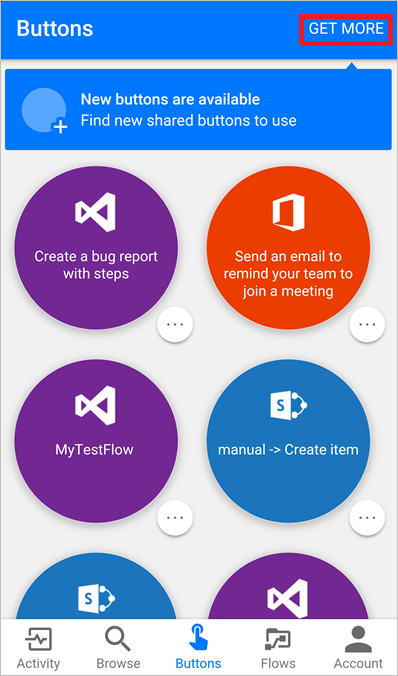 Buttons
GET MORE
New buttons are available
Find new shared buttons to use
Create a bug report
with steps
Send an email to
remind your team to
join a meeting
MyTestFlow
S
manual -> Create item
S
Activity
Browse
Buttons
Flows
Account